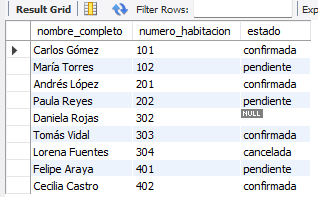 Result Grid Filter Rows: Exp
nombre_completo numero_habitacion estado
Carlos Gómez 101 confirmada
María Torres 102 pendiente
Andrés López 201 confirmada
Paula Reyes 202 pendiente
Daniela Rojas 302 NULL
Tomás Vidal 303 confirmada
Lorena Fuentes 304 cancelada
Felipe Araya 401 pendiente
Cecilia Castro 402 confirmada